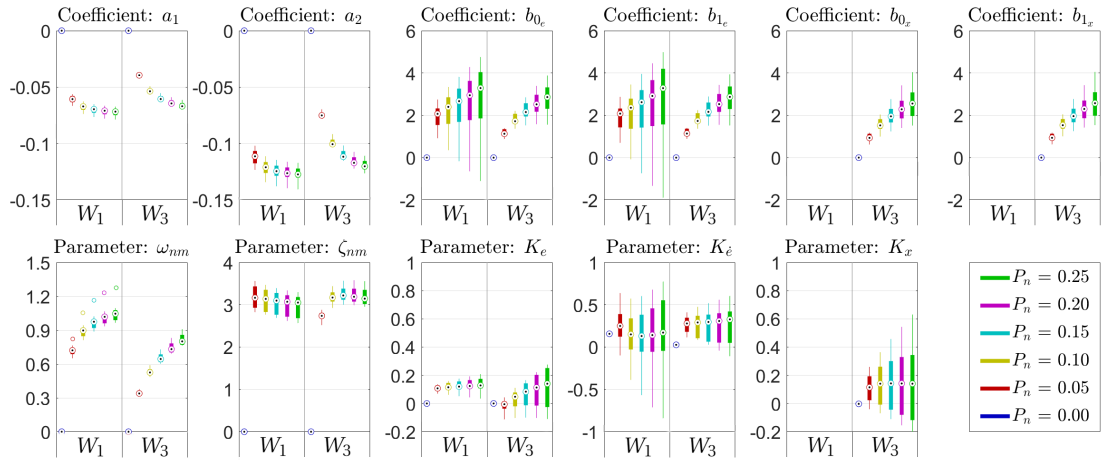 Coefficient: a₁
0
-0.05
-0.1
-0.15
W₁ W₃
Coefficient: a₂
0
-0.05
-0.1
-0.15
W₁ W₃
Coefficient: b₀ₑ
6
4
2
0
-2
W₁ W₃
Coefficient: b₁ₑ
6
4
2
0
-2
W₁ W₃
Coefficient: b₀ₓ
6
4
2
0
-2
W₁ W₃
Coefficient: b₁ₓ
6
4
2
0
-2
W₁ W₃
Parameter: ωₙₘ
1.5
1.2
0.9
0.6
0.3
0
W₁ W₃
Parameter: ζₙₘ
4
3
2
1
0
W₁ W₃
Parameter: Kₑ
1
0.8
0.6
0.4
0.2
0
-0.2
W₁ W₃
Parameter: K_ė
1
0.5
0
-0.5
-1
W₁ W₃
Parameter: Kₓ
1
0.8
0.6
0.4
0.2
0
-0.2
W₁ W₃
Pₙ = 0.25
Pₙ = 0.20
Pₙ = 0.15
Pₙ = 0.10
Pₙ = 0.05
Pₙ = 0.00